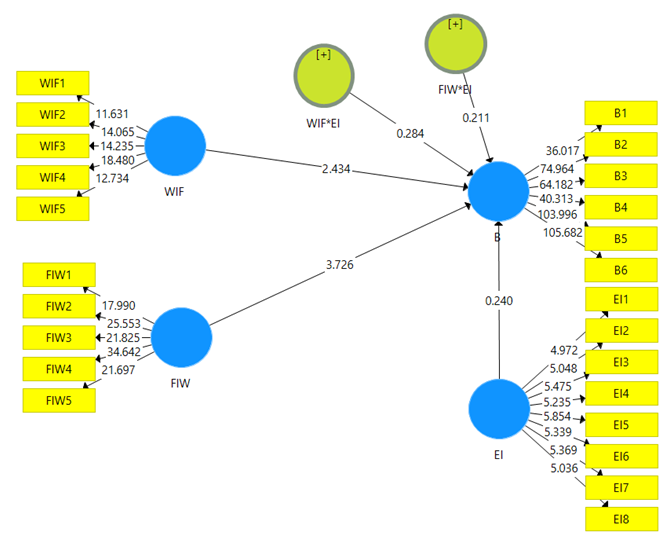 [+]
WIF*EI
[+]
FIW*EI
0.284
0.211
WIF1
WIF2
WIF3
WIF4
WIF5
11.631
14.065
14.235
18.480
12.734
WIF
2.434
B1
B2
B3
B4
B5
B6
36.017
74.964
64.182
40.313
103.996
105.682
B
FIW1
FIW2
FIW3
FIW4
FIW5
17.990
25.553
21.825
34.642
21.697
FIW
3.726
0.240
EI1
EI2
EI3
EI4
EI5
EI6
EI7
EI8
4.972
5.048
5.475
5.235
5.854
5.339
5.369
5.036
EI